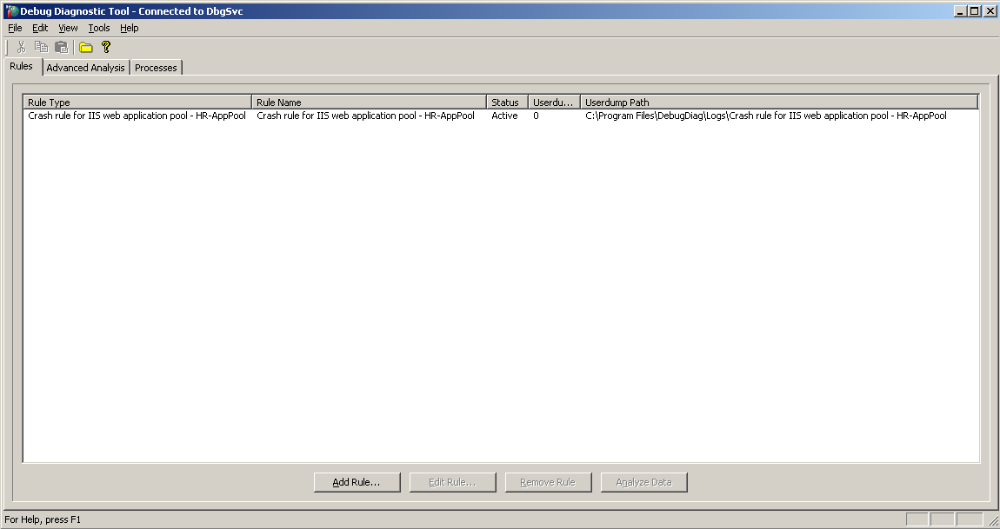 Debug Diagnostic Tool - Connected to DbgSvc
File Edit View Tools Help
Rules Advanced Analysis Processes
Rule Type Rule Name Status Userdu... Userdump Path
Crash rule for IIS web application pool - HR-AppPool Crash rule for IIS web application pool - HR-AppPool Active 0 C:\Program Files\DebugDiag\Logs\Crash rule for IIS web application pool - HR-AppPool
Add Rule... Edit Rule... Remove Rule Analyze Data
For Help, press F1